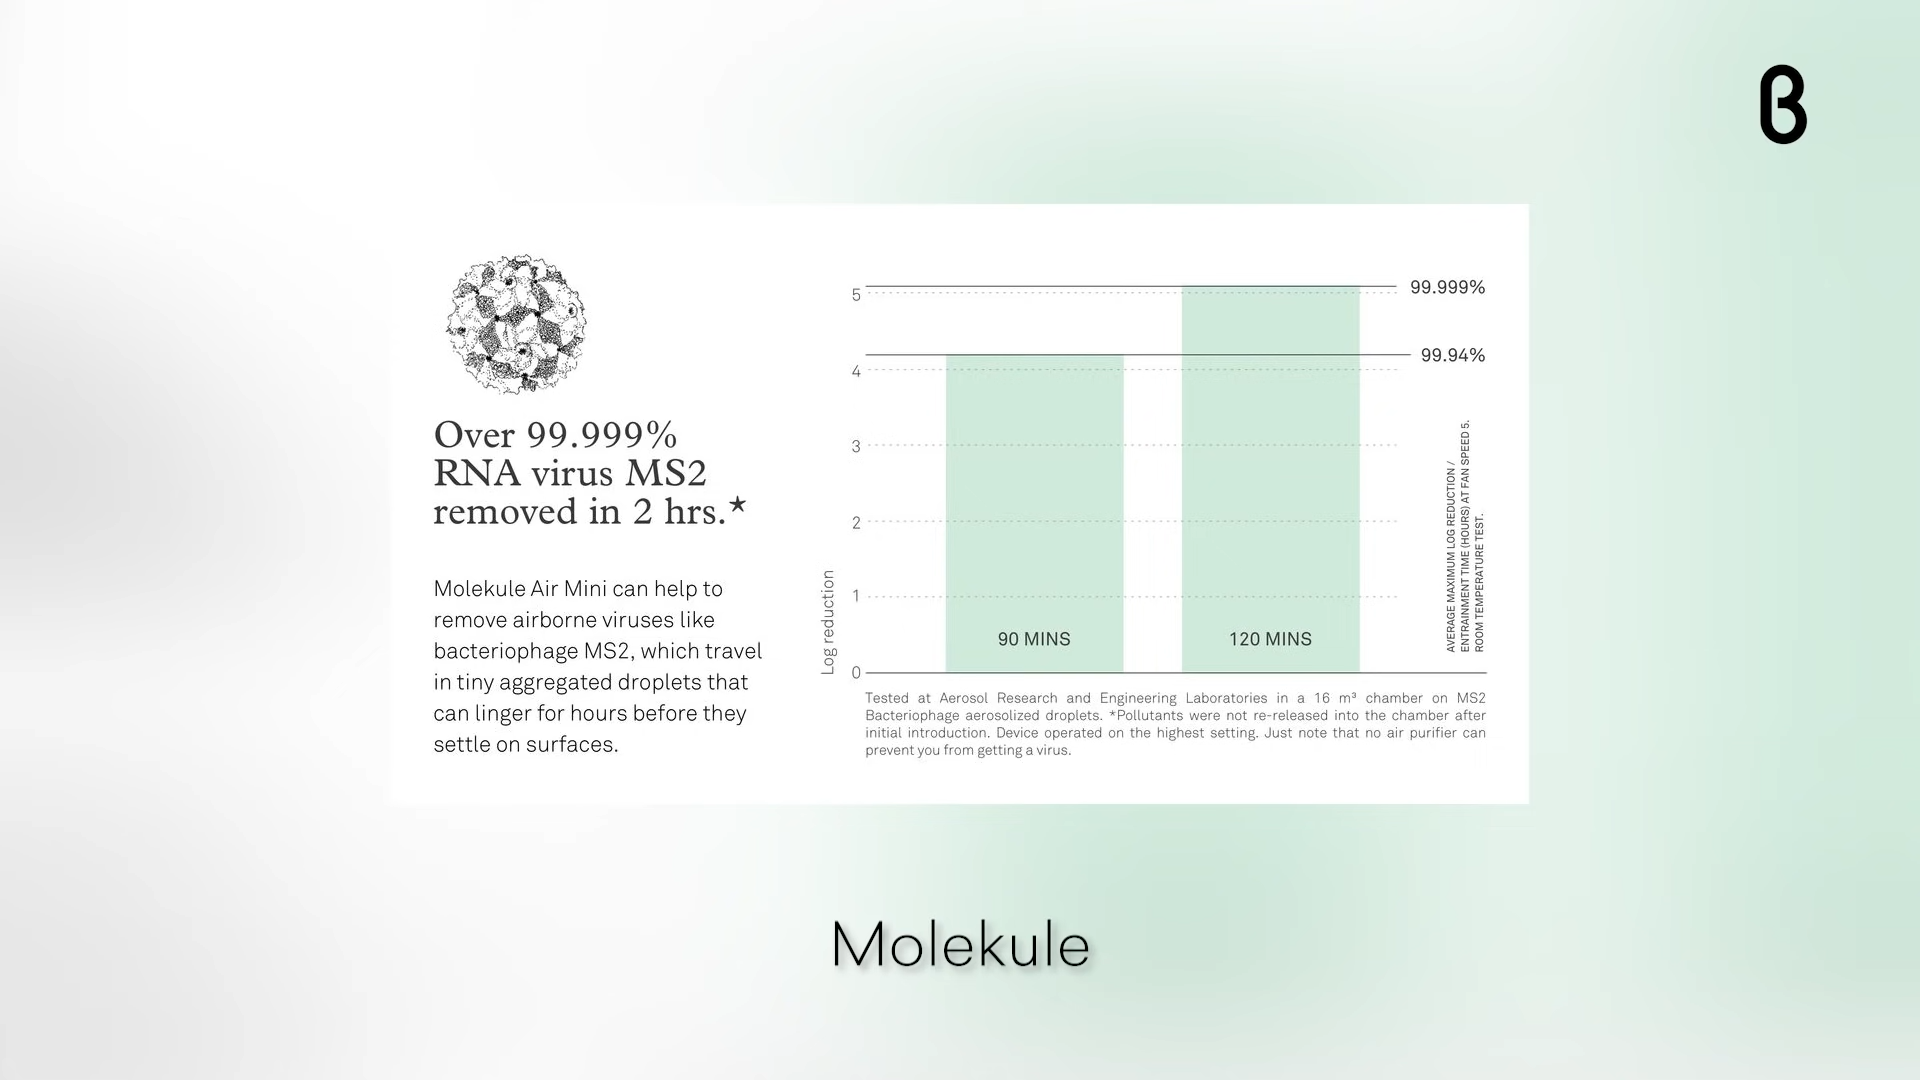 β
Over 99.999%
RNA virus MS2
removed in 2 hrs.★
Molekule Air Mini can help to
remove airborne viruses like
bacteriophage MS2, which travel
in tiny aggregated droplets that
can linger for hours before they
settle on surfaces.
Log reduction
5
4
3
2
1
0
90 MINS
120 MINS
99.999%
99.94%
AVERAGE MAXIMUM LOG REDUCTION /
ENTRAINMENT TIME (HOURS) AT FAN SPEED 5.
ROOM TEMPERATURE TEST.
Tested at Aerosol Research and Engineering Laboratories in a 16 m³ chamber on MS2
Bacteriophage aerosolized droplets. *Pollutants were not re-released into the chamber after
initial introduction. Device operated on the highest setting. Just note that no air purifier can
prevent you from getting a virus.
Molekule